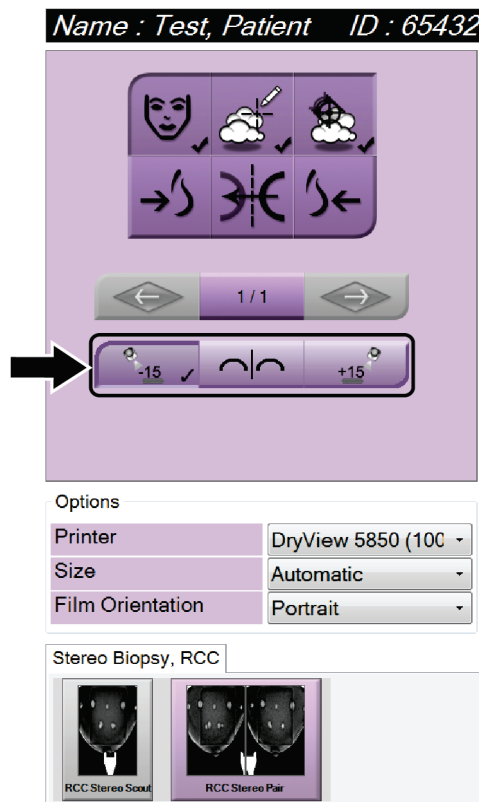 Name : Test, Patient ID : 65432
1 / 1
-15 +15
Options
Printer DryView 5850 (100
Size Automatic
Film Orientation Portrait
Stereo Biopsy, RCC
RCC Stereo Scout RCC Stereo Pair